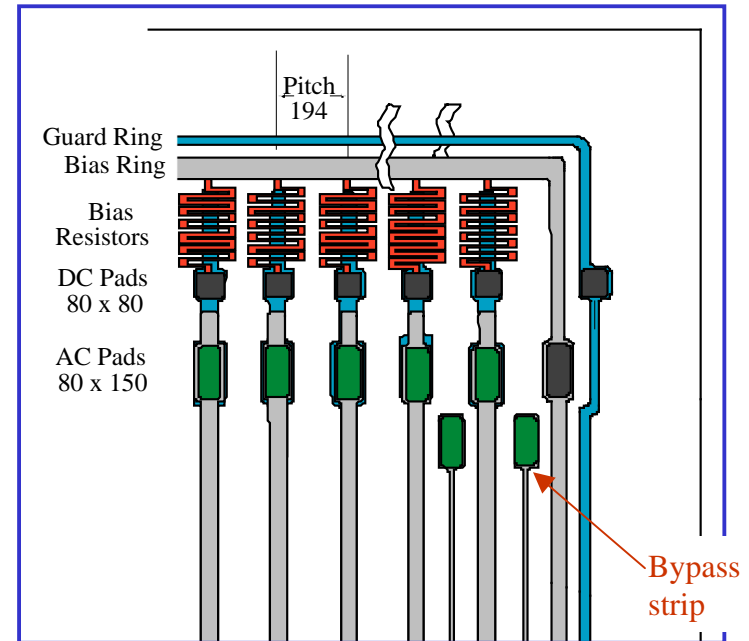 Pitch
194
Guard Ring
Bias Ring
Bias
Resistors
DC Pads
80 x 80
AC Pads
80 x 150
Bypass
strip